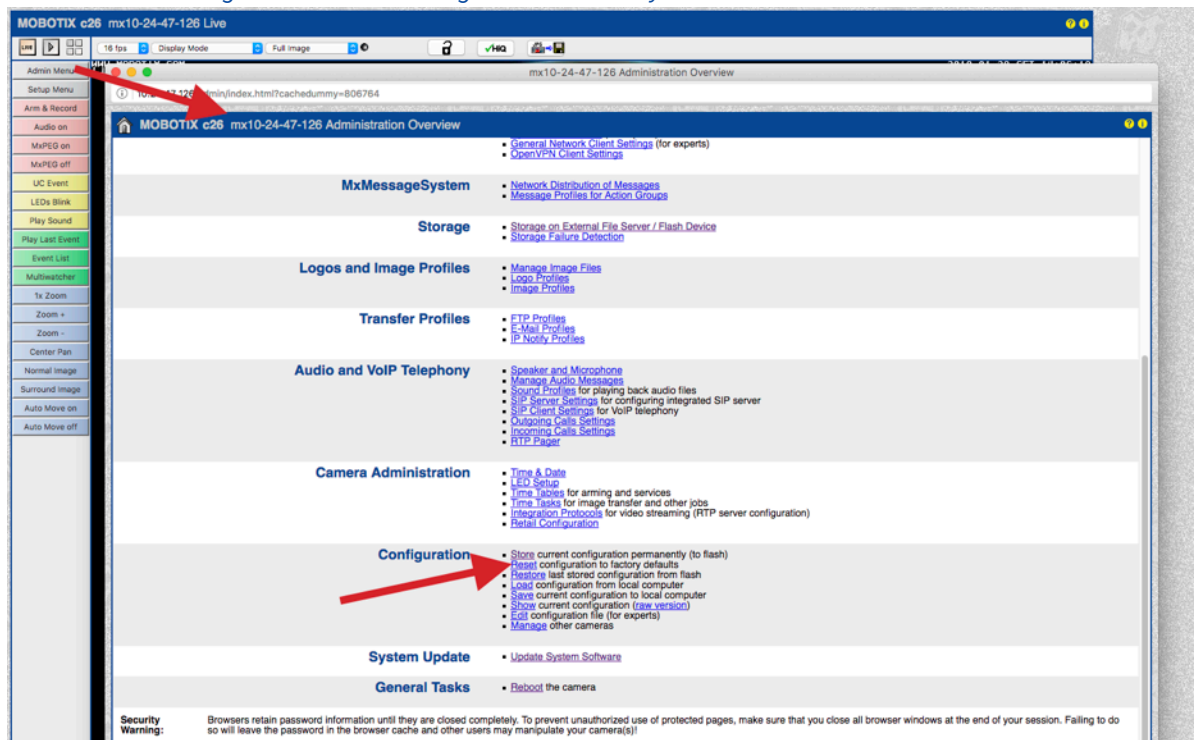 MOBOTIX c26 mx10-24-47-126 Live
16 fps Display Mode Full Image HIQ
Admin Menu
mx10-24-47-126 Administration Overview
Setup Menu
min/index.html?cachedummy=806764
Arm & Record
Audio on
MOBOTIX c26 mx10-24-47-126 Administration Overview
MxPEG on
General Network Client Settings (for experts)
OpenVPN Client Settings
MxPEG off
UC Event
LEDs Blink
Play Sound
Play Last Event
Event List
Multiwatcher
1x Zoom
Zoom +
Zoom -
Center Pan
Normal Image
Surround Image
Auto Move on
Auto Move off
MxMessageSystem
Network Distribution of Messages
Message Profiles for Action Groups
Storage
Storage on External File Server / Flash Device
Storage Failure Detection
Logos and Image Profiles
Manage Image Files
Logo Profiles
Image Profiles
Transfer Profiles
FTP Profiles
E-Mail Profiles
IP Notify Profiles
Audio and VoIP Telephony
Speaker and Microphone
Manage Audio Messages
Sound Profiles for playing back audio files
SIP Server Settings for configuring integrated SIP server
SIP Client Settings for VoIP telephony
Outgoing Calls Settings
Incoming Calls Settings
RTP Pager
Camera Administration
Time & Date
LED Setup
Time Tables for arming and services
Time Tasks for image transfer and other jobs
Integration Protocols for video streaming (RTP server configuration)
Retail Configuration
Configuration
Store current configuration permanently (to flash)
Reset configuration to factory defaults
Restore last stored configuration from flash
Load configuration from local computer
Save current configuration to local computer
Show current configuration (raw version)
Edit configuration file (for experts)
Manage other cameras
System Update
Update System Software
General Tasks
Reboot the camera
Security Warning:
Browsers retain password information until they are closed completely. To prevent unauthorized use of protected pages, make sure that you close all browser windows at the end of your session. Failing to do
so will leave the password in the browser cache and other users may manipulate your camera(s)!